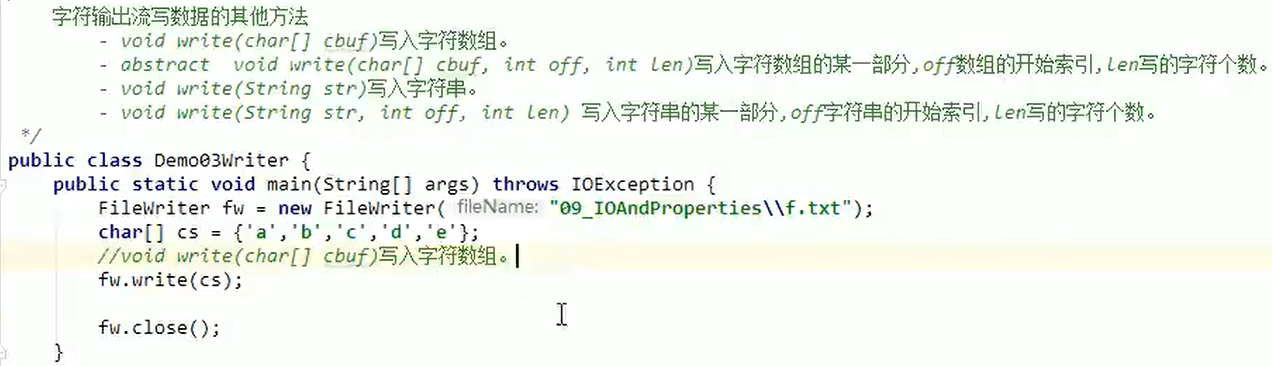 字符输出流写数据的其他方法
- void write(char[] cbuf)写入字符数组。
- abstract  void write(char[] cbuf, int off, int len)写入字符数组的某一部分,off数组的开始索引,len写的字符个数。
- void write(String str)写入字符串。
- void write(String str, int off, int len) 写入字符串的某一部分,off字符串的开始索引,len写的字符个数。
*/
public class Demo03Writer {
public static void main(String[] args) throws IOException {
FileWriter fw = new FileWriter( fileName: "09_IOAndProperties\\f.txt");
char[] cs = {'a','b','c','d','e'};
//void write(char[] cbuf)写入字符数组。
fw.write(cs);
fw.close();
}